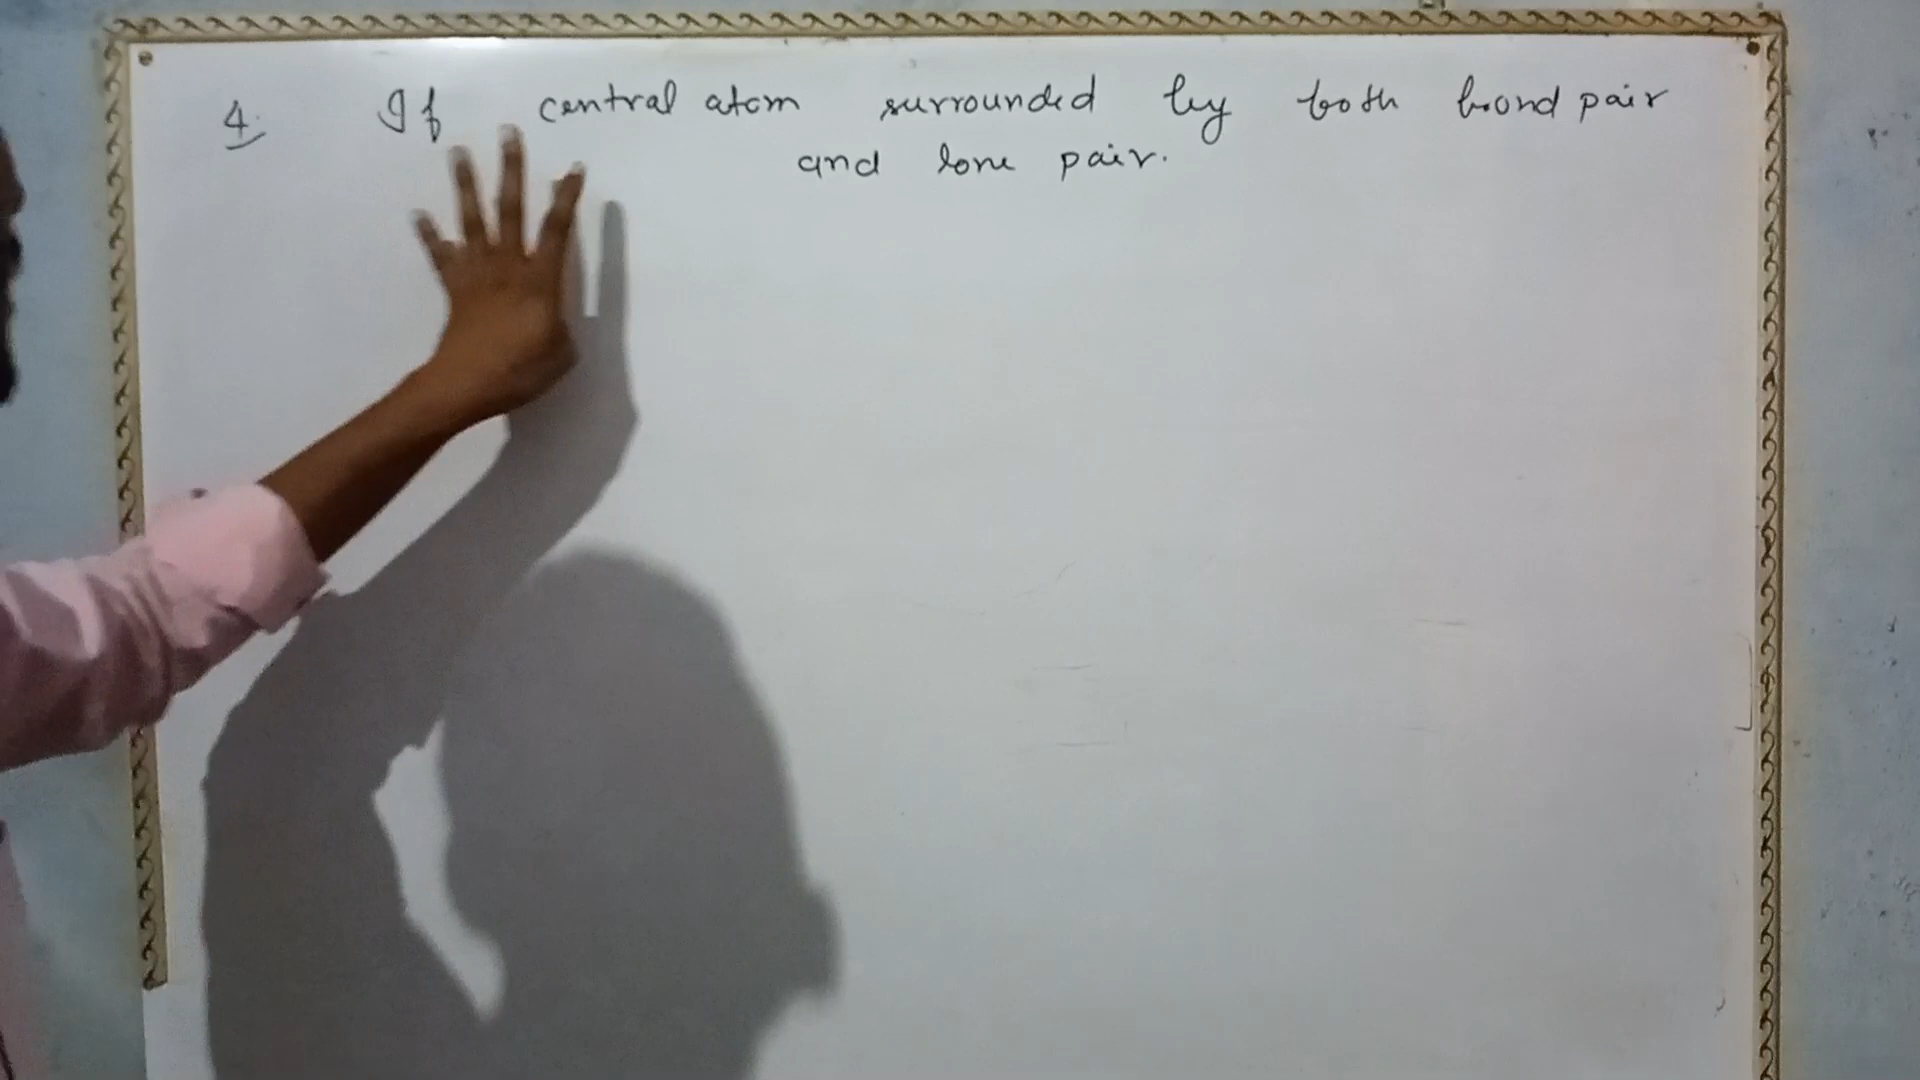 4. If central atom surrounded by both bond pair
and lone pair.